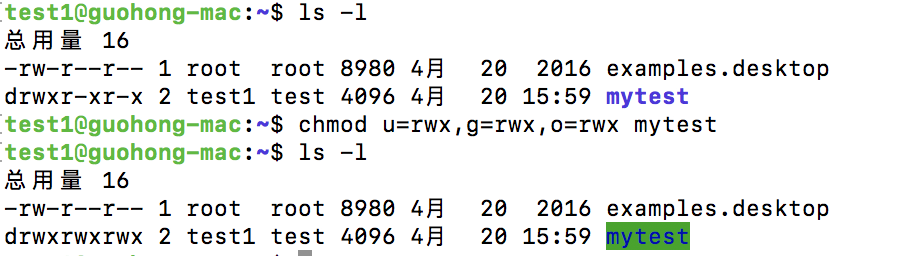 [test1@guohong-mac:~$ ls -l
总用量 16
-rw-r--r-- 1 root  root 8980 4月  20  2016 examples.desktop
drwxr-xr-x 2 test1 test 4096 4月  20 15:59 mytest
[test1@guohong-mac:~$ chmod u=rwx,g=rwx,o=rwx mytest
[test1@guohong-mac:~$ ls -l
总用量 16
-rw-r--r-- 1 root  root 8980 4月  20  2016 examples.desktop
drwxrwxrwx 2 test1 test 4096 4月  20 15:59 mytest